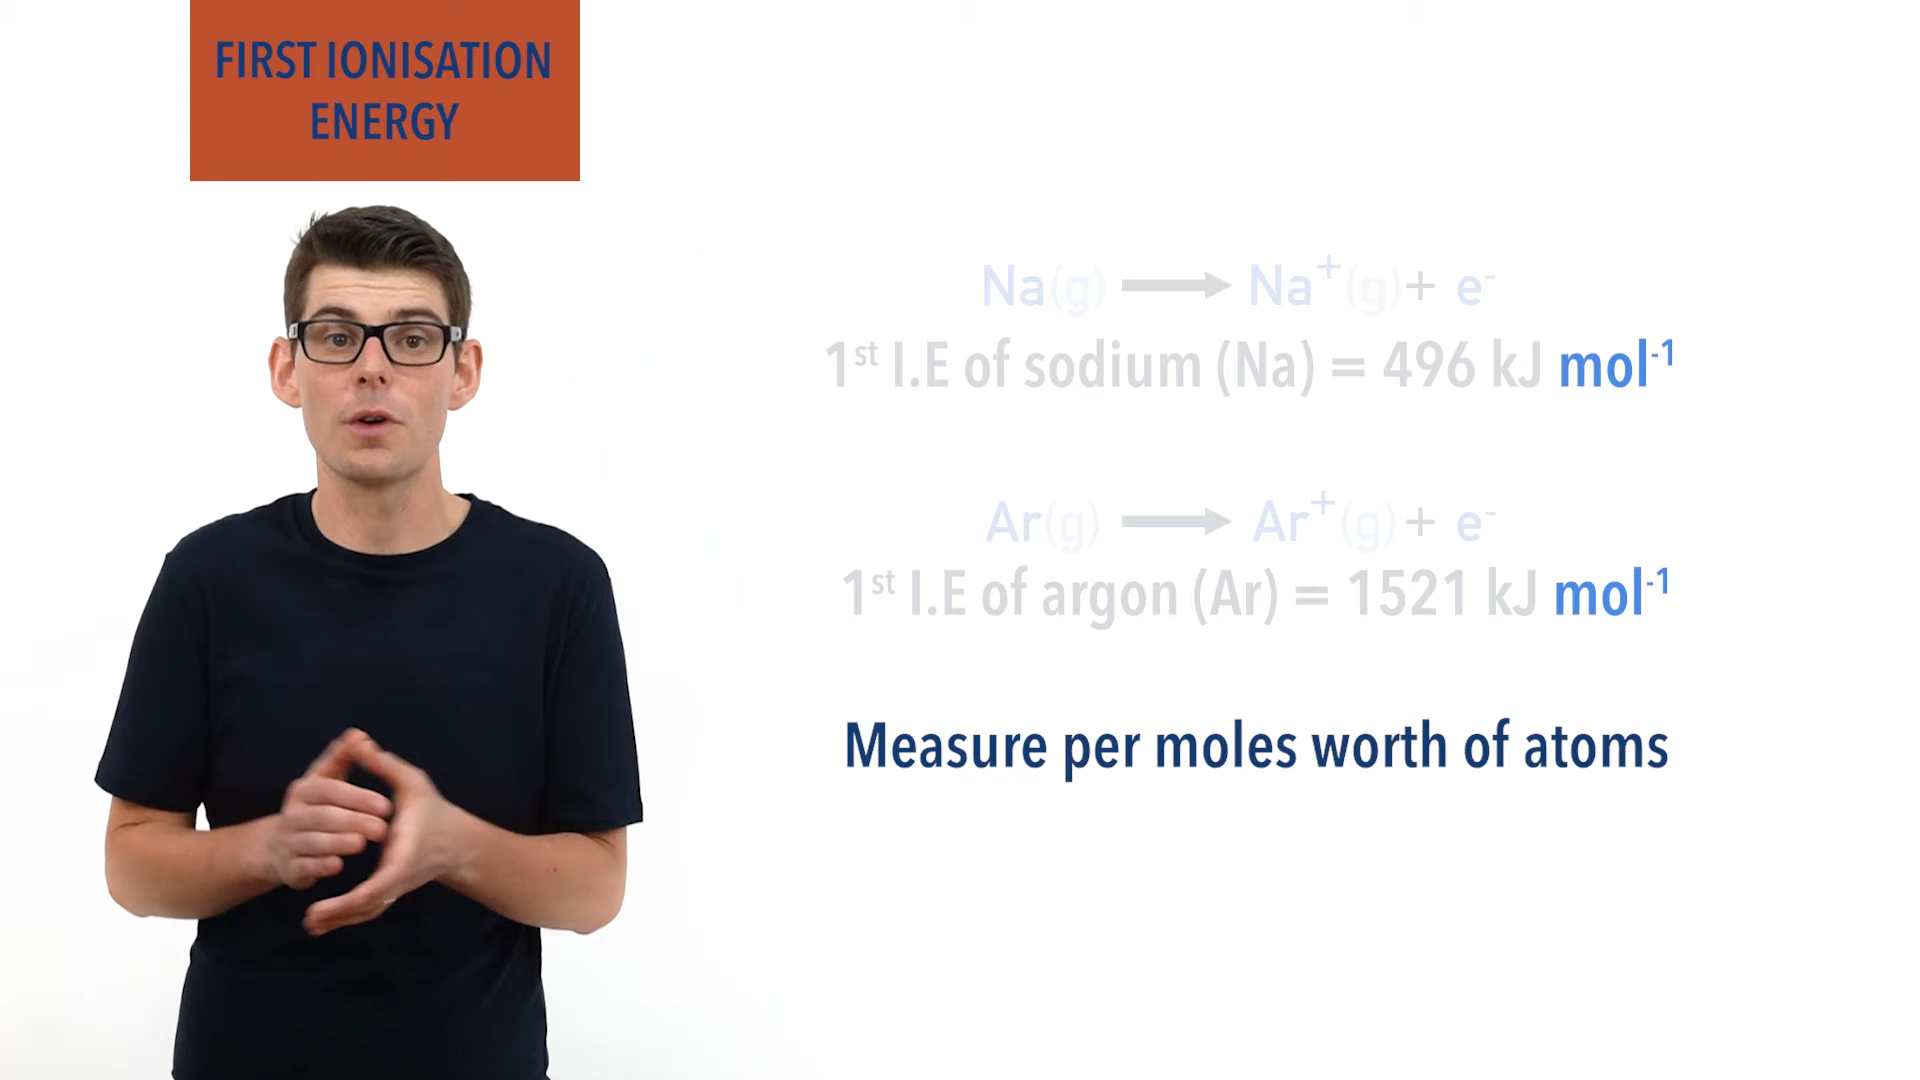 FIRST IONISATION
ENERGY
Na(g) ⟶ Na⁺(g) + e⁻
1ˢᵗ I.E of sodium (Na) = 496 kJ mol⁻¹
Ar(g) ⟶ Ar⁺(g) + e⁻
1ˢᵗ I.E of argon (Ar) = 1521 kJ mol⁻¹
Measure per moles worth of atoms